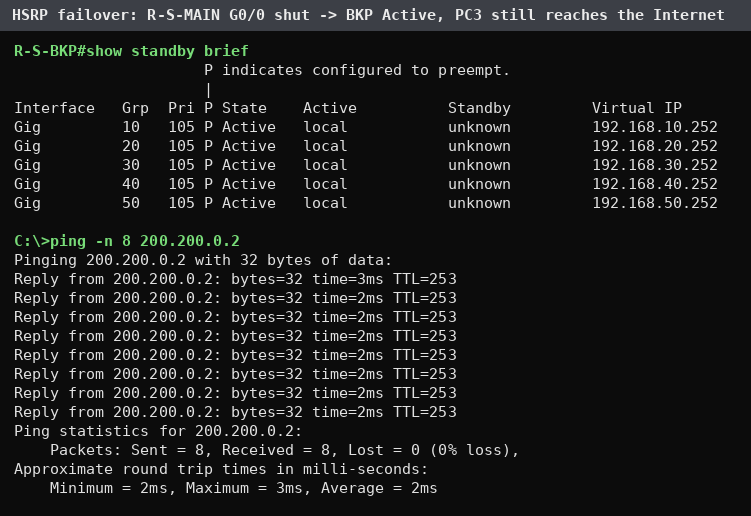 HSRP failover: R-S-MAIN G0/0 shut -> BKP Active, PC3 still reaches the Internet
R-S-BKP#show standby brief
                     P indicates configured to preempt.
                     |
Interface   Grp  Pri P State    Active          Standby         Virtual IP
Gig         10   105 P Active   local           unknown         192.168.10.252
Gig         20   105 P Active   local           unknown         192.168.20.252
Gig         30   105 P Active   local           unknown         192.168.30.252
Gig         40   105 P Active   local           unknown         192.168.40.252
Gig         50   105 P Active   local           unknown         192.168.50.252
C:\>ping -n 8 200.200.0.2
Pinging 200.200.0.2 with 32 bytes of data:
Reply from 200.200.0.2: bytes=32 time=3ms TTL=253
Reply from 200.200.0.2: bytes=32 time=2ms TTL=253
Reply from 200.200.0.2: bytes=32 time=2ms TTL=253
Reply from 200.200.0.2: bytes=32 time=2ms TTL=253
Reply from 200.200.0.2: bytes=32 time=2ms TTL=253
Reply from 200.200.0.2: bytes=32 time=2ms TTL=253
Reply from 200.200.0.2: bytes=32 time=2ms TTL=253
Reply from 200.200.0.2: bytes=32 time=2ms TTL=253
Ping statistics for 200.200.0.2:
    Packets: Sent = 8, Received = 8, Lost = 0 (0% loss),
Approximate round trip times in milli-seconds:
    Minimum = 2ms, Maximum = 3ms, Average = 2ms